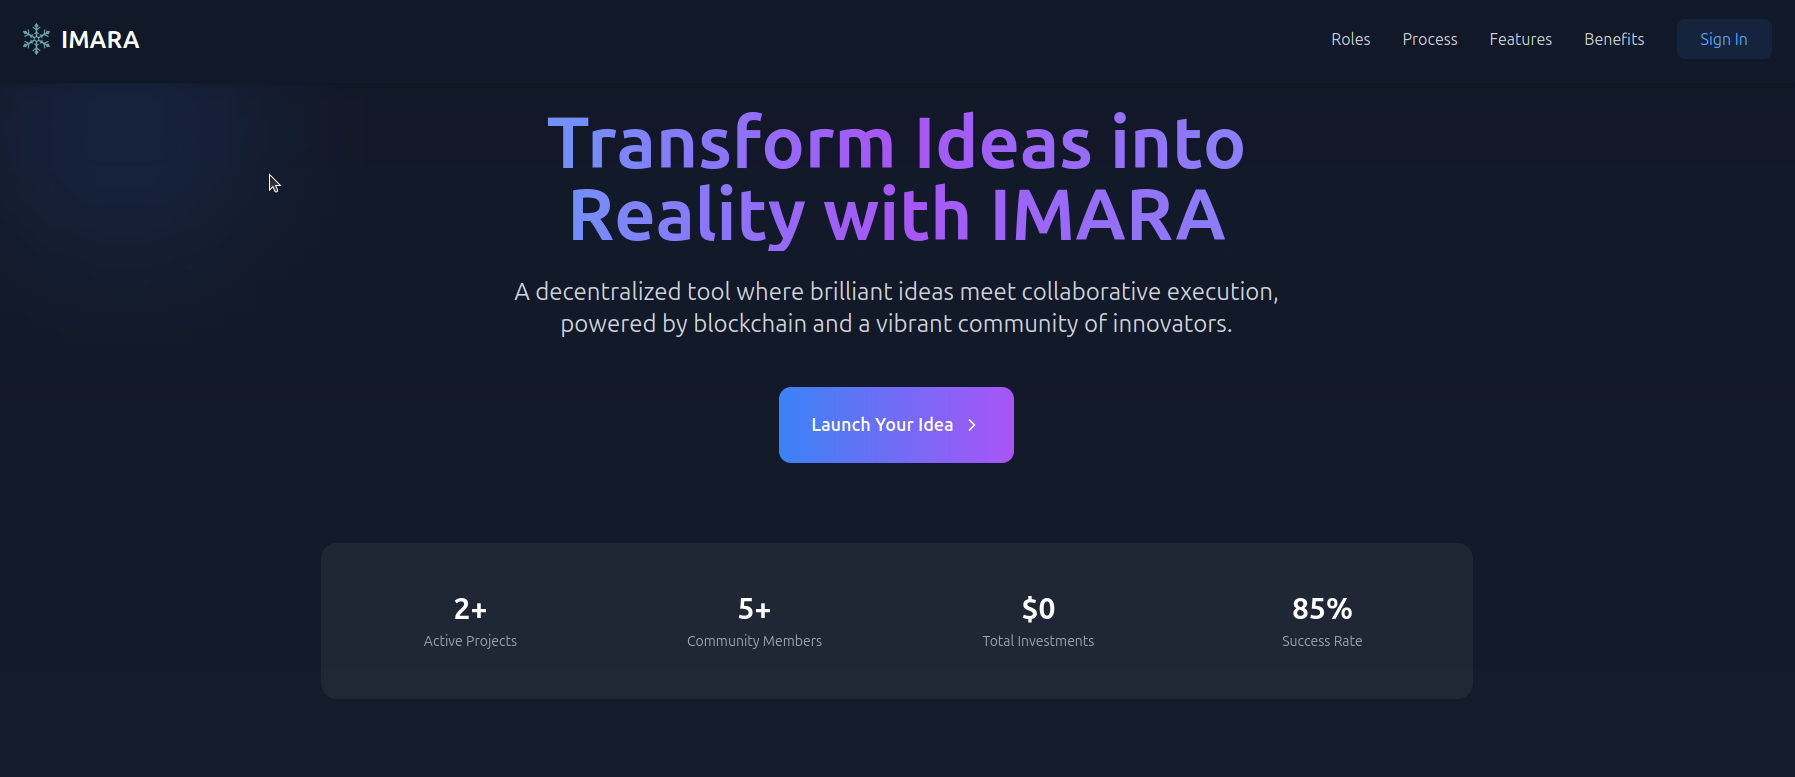 IMARA
Roles
Process
Features
Benefits
Sign In
Transform Ideas into
Reality with IMARA
A decentralized tool where brilliant ideas meet collaborative execution,
powered by blockchain and a vibrant community of innovators.
Launch Your Idea
2+
Active Projects
5+
Community Members
$0
Total Investments
85%
Success Rate